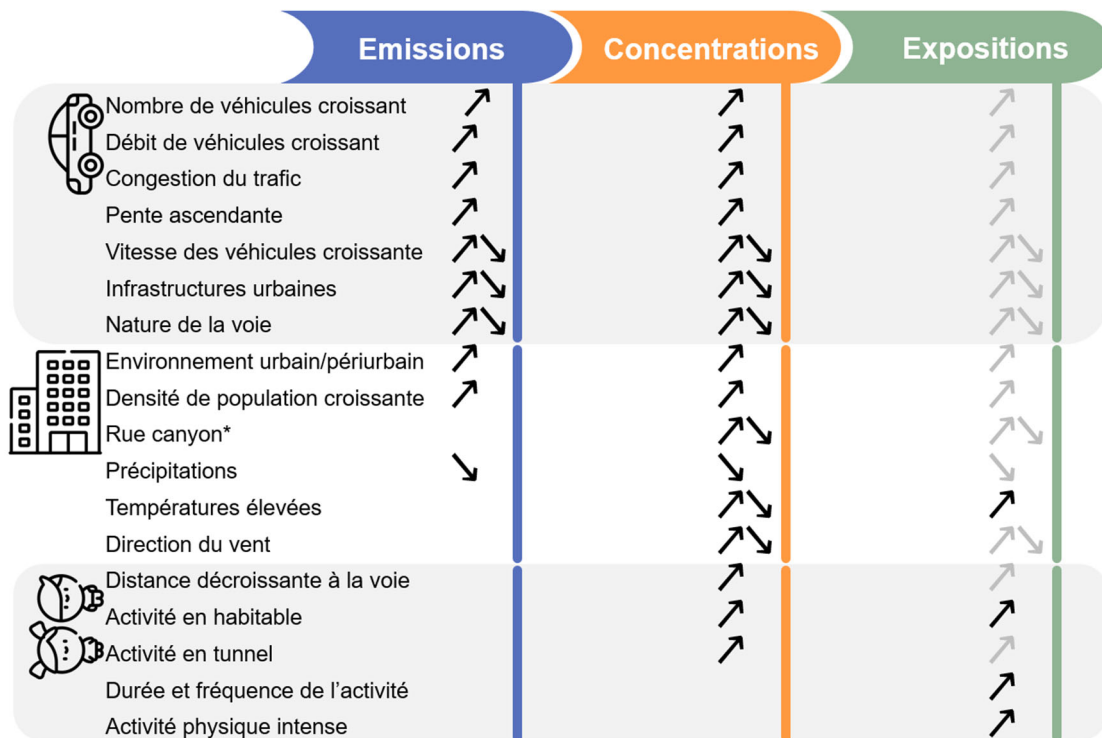 Emissions
Concentrations
Expositions
Nombre de véhicules croissant
Débit de véhicules croissant
Congestion du trafic
Pente ascendante
Vitesse des véhicules croissante
Infrastructures urbaines
Nature de la voie
Environnement urbain/périurbain
Densité de population croissante
Rue canyon*
Précipitations
Températures élevées
Direction du vent
Distance décroissante à la voie
Activité en habitable
Activité en tunnel
Durée et fréquence de l’activité
Activité physique intense